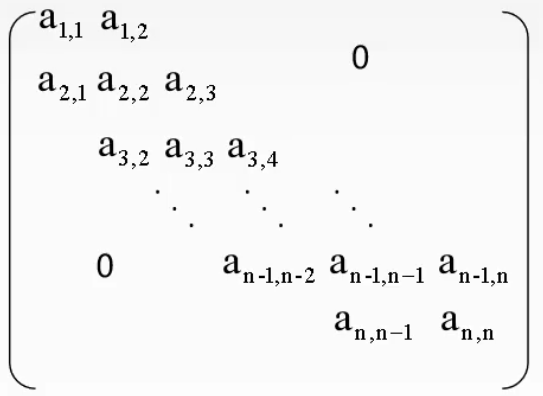 a1,1 a1,2
0
a2,1 a2,2 a2,3
a3,2 a3,3 a3,4
⋱ ⋱ ⋱
0 an-1,n-2 an-1,n−1 an-1,n
an,n−1 an,n